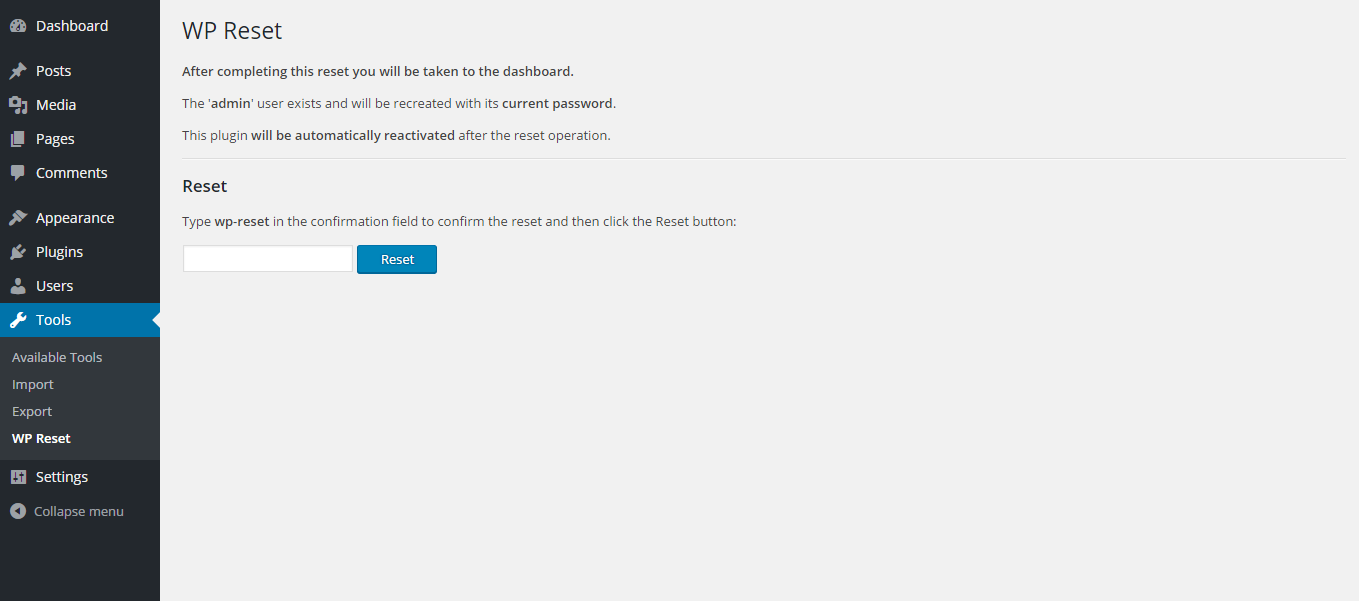 Dashboard
Posts
Media
Pages
Comments
Appearance
Plugins
Users
Tools
Available Tools
Import
Export
WP Reset
Settings
Collapse menu
WP Reset
After completing this reset you will be taken to the dashboard.
The 'admin' user exists and will be recreated with its current password.
This plugin will be automatically reactivated after the reset operation.
Reset
Type wp-reset in the confirmation field to confirm the reset and then click the Reset button:
Reset